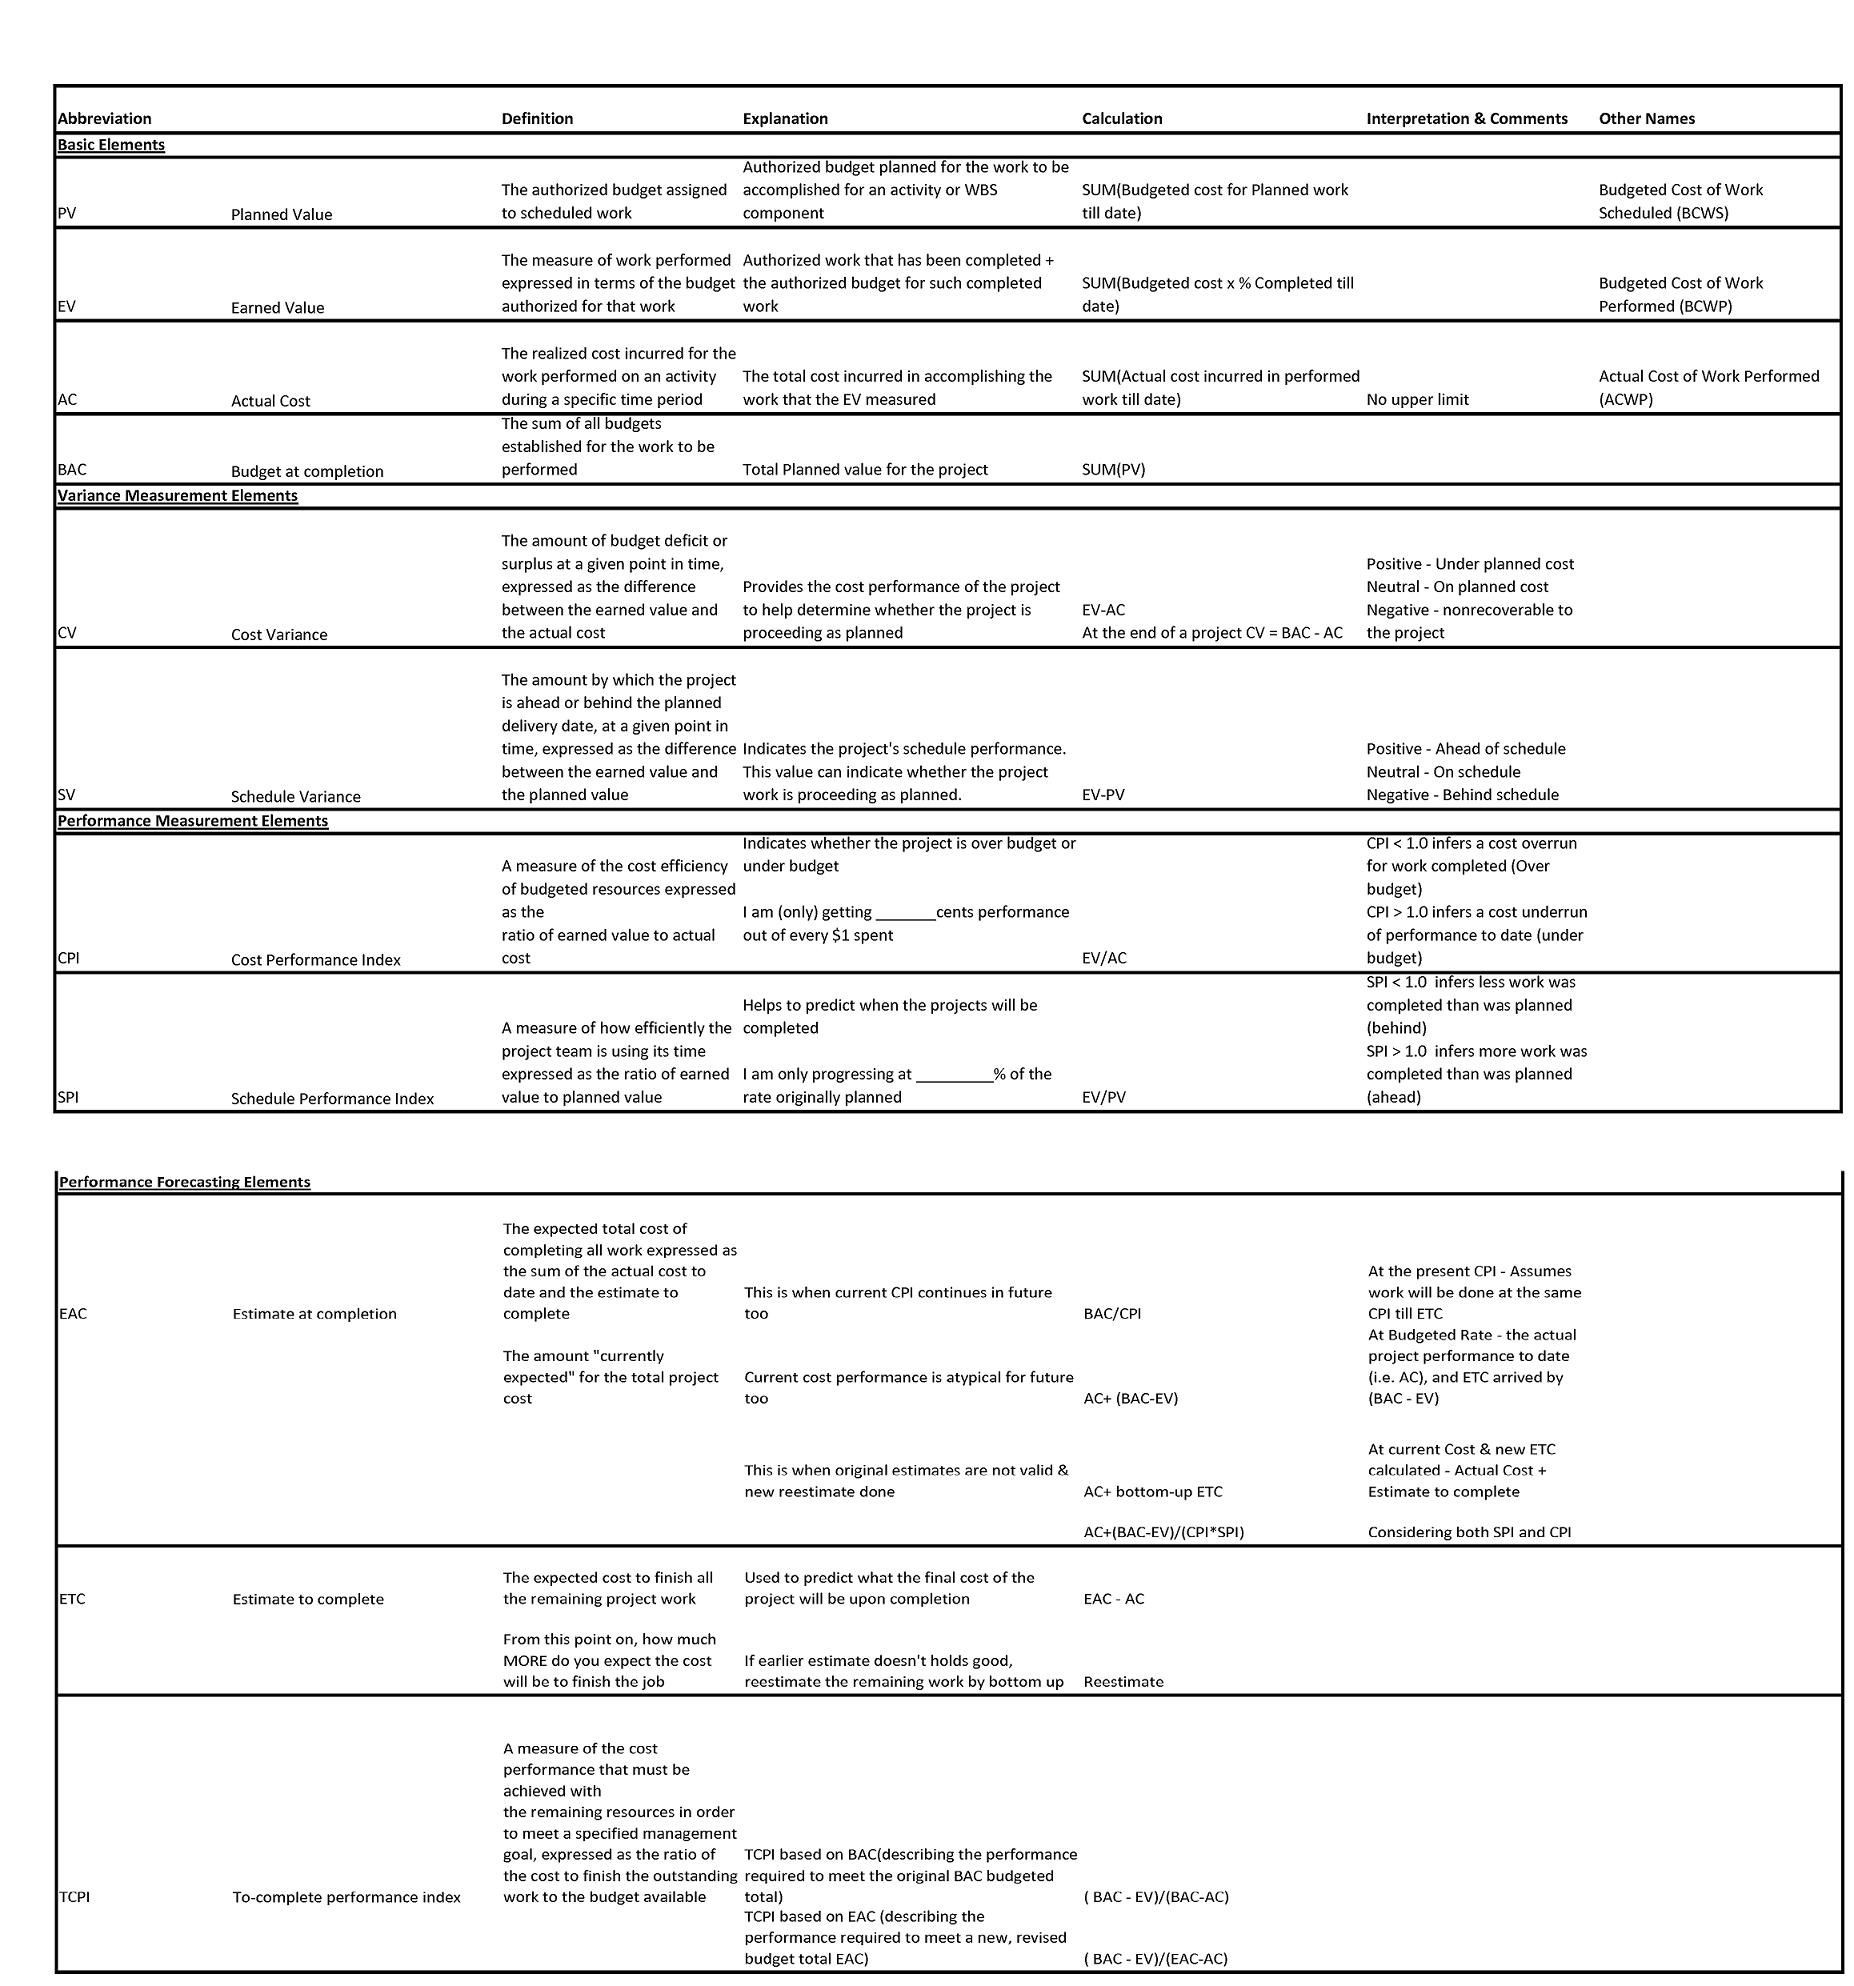 Abbreviation Definition Explanation Calculation Interpretation & Comments Other Names
Basic Elements
PV
Planned Value
The authorized budget assigned
to scheduled work
Authorized budget planned for the work to be
accomplished for an activity or WBS
component
SUM(Budgeted cost for Planned work
till date)
Budgeted Cost of Work
Scheduled (BCWS)
EV
Earned Value
The measure of work performed
expressed in terms of the budget
authorized for that work
Authorized work that has been completed +
the authorized budget for such completed
work
SUM(Budgeted cost x % Completed till
date)
Budgeted Cost of Work
Performed (BCWP)
AC
Actual Cost
The realized cost incurred for the
work performed on an activity
during a specific time period
The total cost incurred in accomplishing the
work that the EV measured
SUM(Actual cost incurred in performed
work till date)
No upper limit
Actual Cost of Work Performed
(ACWP)
BAC
Budget at completion
The sum of all budgets
established for the work to be
performed
Total Planned value for the project
SUM(PV)
Variance Measurement Elements
CV
Cost Variance
The amount of budget deficit or
surplus at a given point in time,
expressed as the difference
between the earned value and
the actual cost
Provides the cost performance of the project
to help determine whether the project is
proceeding as planned
EV-AC
At the end of a project CV = BAC - AC
Positive - Under planned cost
Neutral - On planned cost
Negative - nonrecoverable to
the project
SV
Schedule Variance
The amount by which the project
is ahead or behind the planned
delivery date, at a given point in
time, expressed as the difference
between the earned value and
the planned value
Indicates the project's schedule performance.
This value can indicate whether the project
work is proceeding as planned.
EV-PV
Positive - Ahead of schedule
Neutral - On schedule
Negative - Behind schedule
Performance Measurement Elements
CPI
Cost Performance Index
A measure of the cost efficiency
of budgeted resources expressed
as the
ratio of earned value to actual
cost
Indicates whether the project is over budget or
under budget
I am (only) getting _______cents performance
out of every $1 spent
EV/AC
CPI < 1.0 infers a cost overrun
for work completed (Over
budget)
CPI > 1.0 infers a cost underrun
of performance to date (under
budget)
SPI
Schedule Performance Index
A measure of how efficiently the
project team is using its time
expressed as the ratio of earned
value to planned value
Helps to predict when the projects will be
completed
I am only progressing at _________% of the
rate originally planned
EV/PV
SPI < 1.0 infers less work was
completed than was planned
(behind)
SPI > 1.0 infers more work was
completed than was planned
(ahead)
Performance Forecasting Elements
EAC
Estimate at completion
The expected total cost of
completing all work expressed as
the sum of the actual cost to
date and the estimate to
complete
This is when current CPI continues in future
too
BAC/CPI
At the present CPI - Assumes
work will be done at the same
CPI till ETC
The amount "currently
expected" for the total project
cost
Current cost performance is atypical for future
too
AC+ (BAC-EV)
At Budgeted Rate - the actual
project performance to date
(i.e. AC), and ETC arrived by
(BAC - EV)
This is when original estimates are not valid &
new reestimate done
AC+ bottom-up ETC
At current Cost & new ETC
calculated - Actual Cost +
Estimate to complete
AC+(BAC-EV)/(CPI*SPI)
Considering both SPI and CPI
ETC
Estimate to complete
The expected cost to finish all
the remaining project work
Used to predict what the final cost of the
project will be upon completion
EAC - AC
From this point on, how much
MORE do you expect the cost
will be to finish the job
If earlier estimate doesn't holds good,
reestimate the remaining work by bottom up
Reestimate
TCPI
To-complete performance index
A measure of the cost
performance that must be
achieved with
the remaining resources in order
to meet a specified management
goal, expressed as the ratio of
the cost to finish the outstanding
work to the budget available
TCPI based on BAC(describing the performance
required to meet the original BAC budgeted
total)
( BAC - EV)/(BAC-AC)
TCPI based on EAC (describing the
performance required to meet a new, revised
budget total EAC)
( BAC - EV)/(EAC-AC)